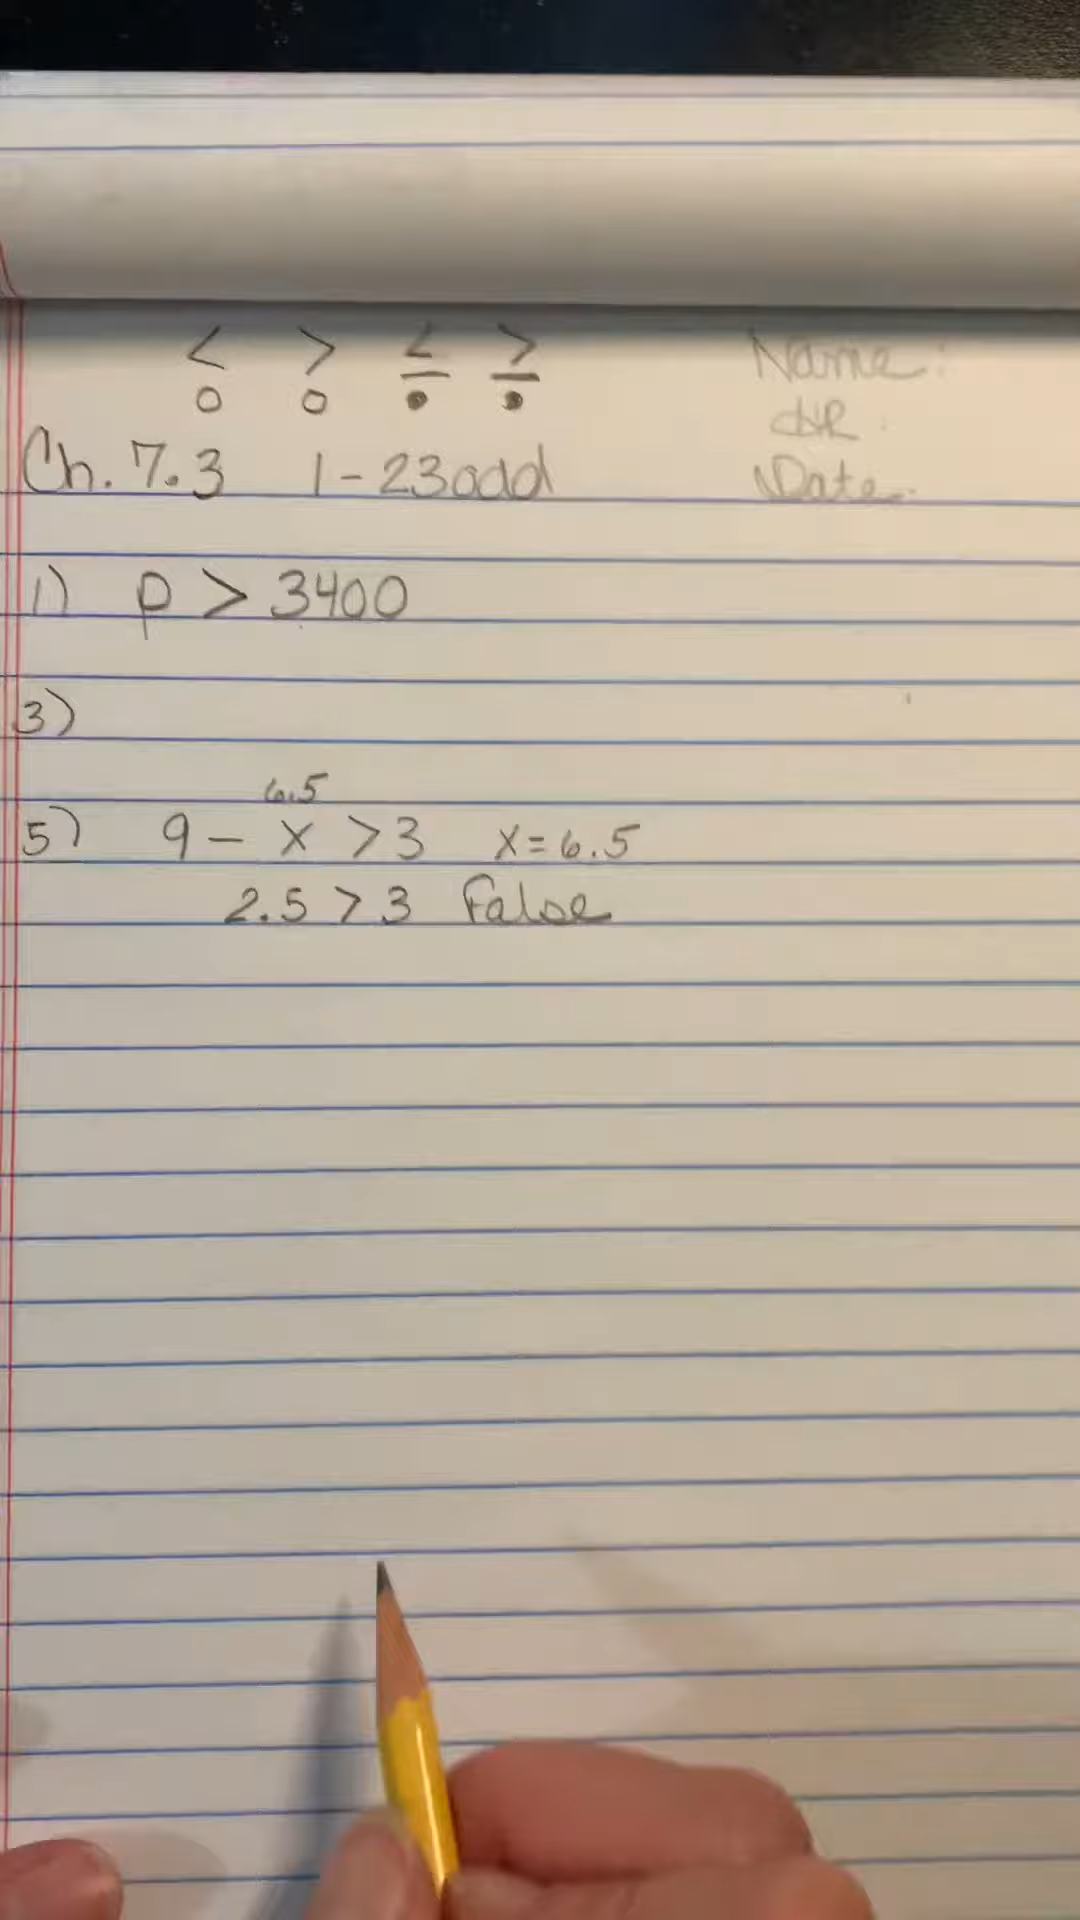 < > ≤ ≥ Name:
o o • • HR.
Ch. 7.3 1-23odd Date:
1) p > 3400
3)
6.5
5) 9 - x > 3 x = 6.5
2.5 > 3 False